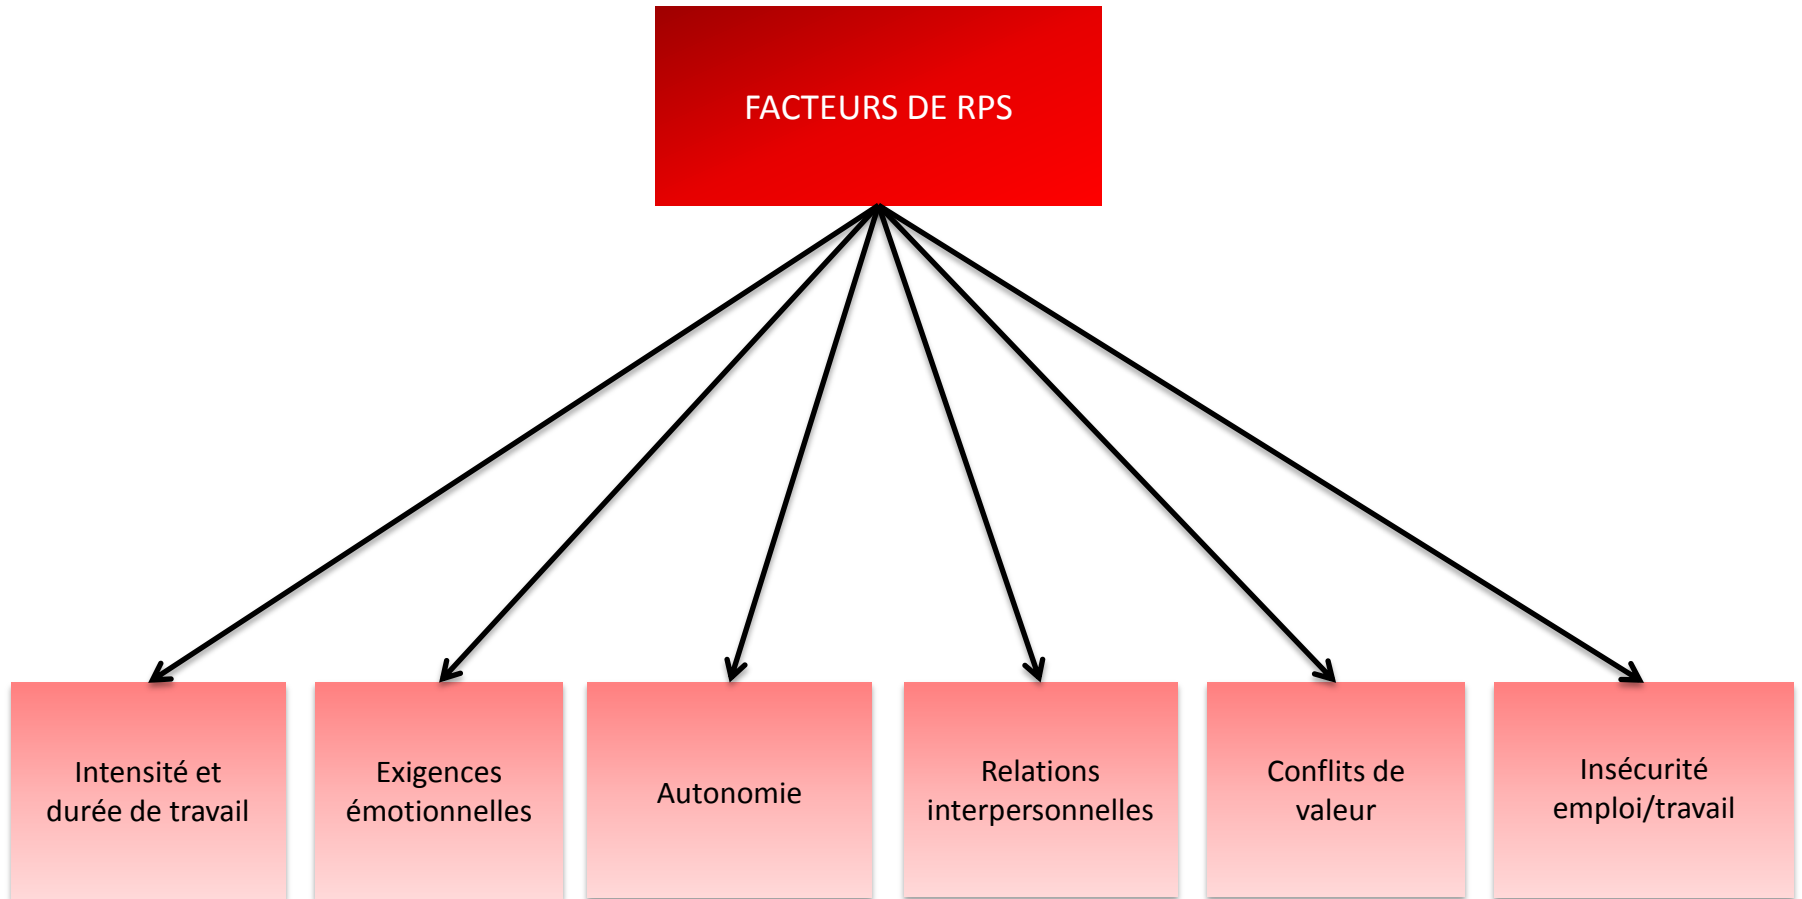 FACTEURS DE RPS
Intensité et
durée de travail
Exigences
émotionnelles
Autonomie
Relations
interpersonnelles
Conflits de
valeur
Insécurité
emploi/travail